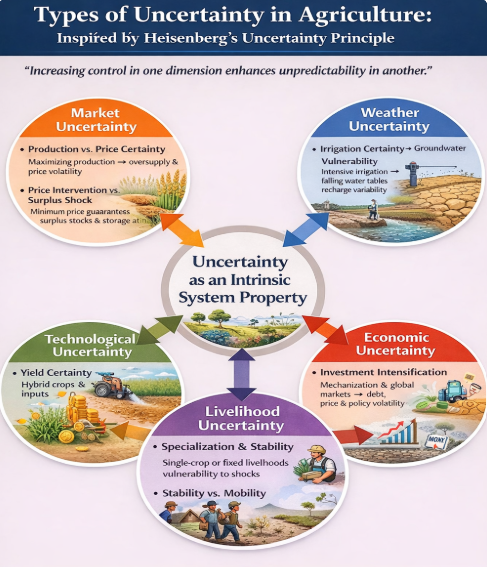 Types of Uncertainty in Agriculture:
Inspired by Heisenberg's Uncertainty Principle
"Increasing control in one dimension enhances unpredictability in another."
Market
Uncertainty
• Production vs. Price Certainty
Maximizing production → oversupply &
price volatility
• Price Intervention vs.
Surplus Shock
Minimum price guarantess
surplus stocks & storage
Weather
Uncertainty
• Irrigation Certainty → Groundwater
Vulnerability
Intensive irrigation →
falling water tables
recharge variability
Uncertainty
as an Intrinsic
System Property
Technological
Uncertainty
• Yield Certainty
Hybrid crops &
inputs
Economic
Uncertainty
• Investment Intensification
Mechanization & global
markets → debt,
price & policy volatility
Livelihood
Uncertainty
• Specialization & Stability
Single-crop or fixed livelhoods
vulnerability to shocks
• Stability vs. Mobility